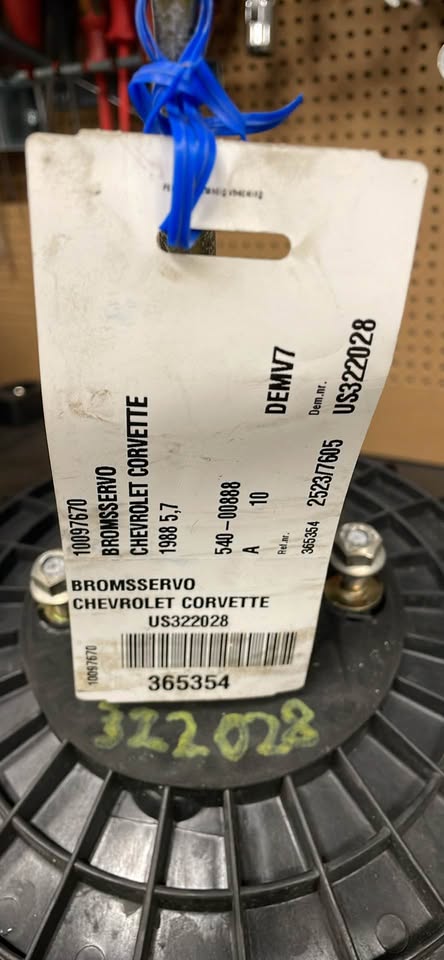 10097670
BROMSSERVO
CHEVROLET CORVETTE
1988 5,7
540-00888
A 10
DEMV7
Ref.nr. Dem.nr.
365354 2523/7605 US322028
BROMSSERVO
CHEVROLET CORVETTE
US322028
10097670
365354
322028